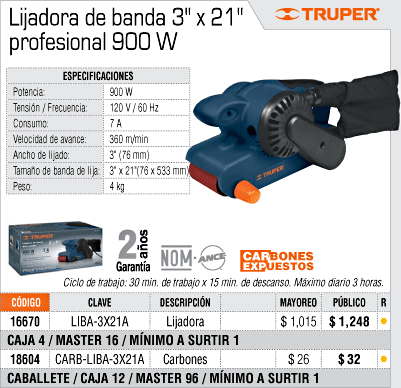 Lijadora de banda 3" x 21"
profesional 900 W
TRUPER®
ESPECIFICACIONES
Potencia: 900 W
Tensión / Frecuencia: 120 V / 60 Hz
Consumo: 7 A
Velocidad de avance: 360 m/min
Ancho de lijado: 3" (76 mm)
Tamaño de banda de lija: 3" x 21"(76 x 533 mm)
Peso: 4 kg
TRUPER
2 años
Garantía
NOM-ANCE
CARBONES
EXPUESTOS
Ciclo de trabajo: 30 min. de trabajo x 15 min. de descanso. Máximo diario 3 horas.
CÓDIGO CLAVE DESCRIPCIÓN MAYOREO PÚBLICO R
16670 LIBA-3X21A Lijadora $ 1,015 $ 1,248
CAJA 4 / MASTER 16 / MÍNIMO A SURTIR 1
18604 CARB-LIBA-3X21A Carbones $ 26 $ 32
CABALLETE / CAJA 12 / MASTER 96 / MÍNIMO A SURTIR 1